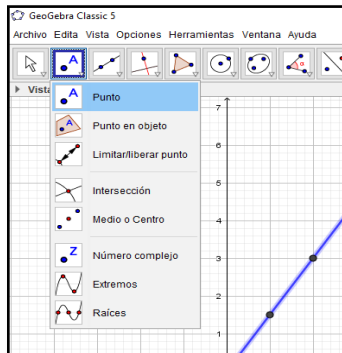 GeoGebra Classic 5
Archivo Edita Vista Opciones Herramientas Ventana Ayuda
A
Vista
A Punto
A Punto en objeto
Limitar/liberar punto
Intersección
Medio o Centro
Z Número complejo
Extremos
Raíces
7
6
5
4
3
2
1